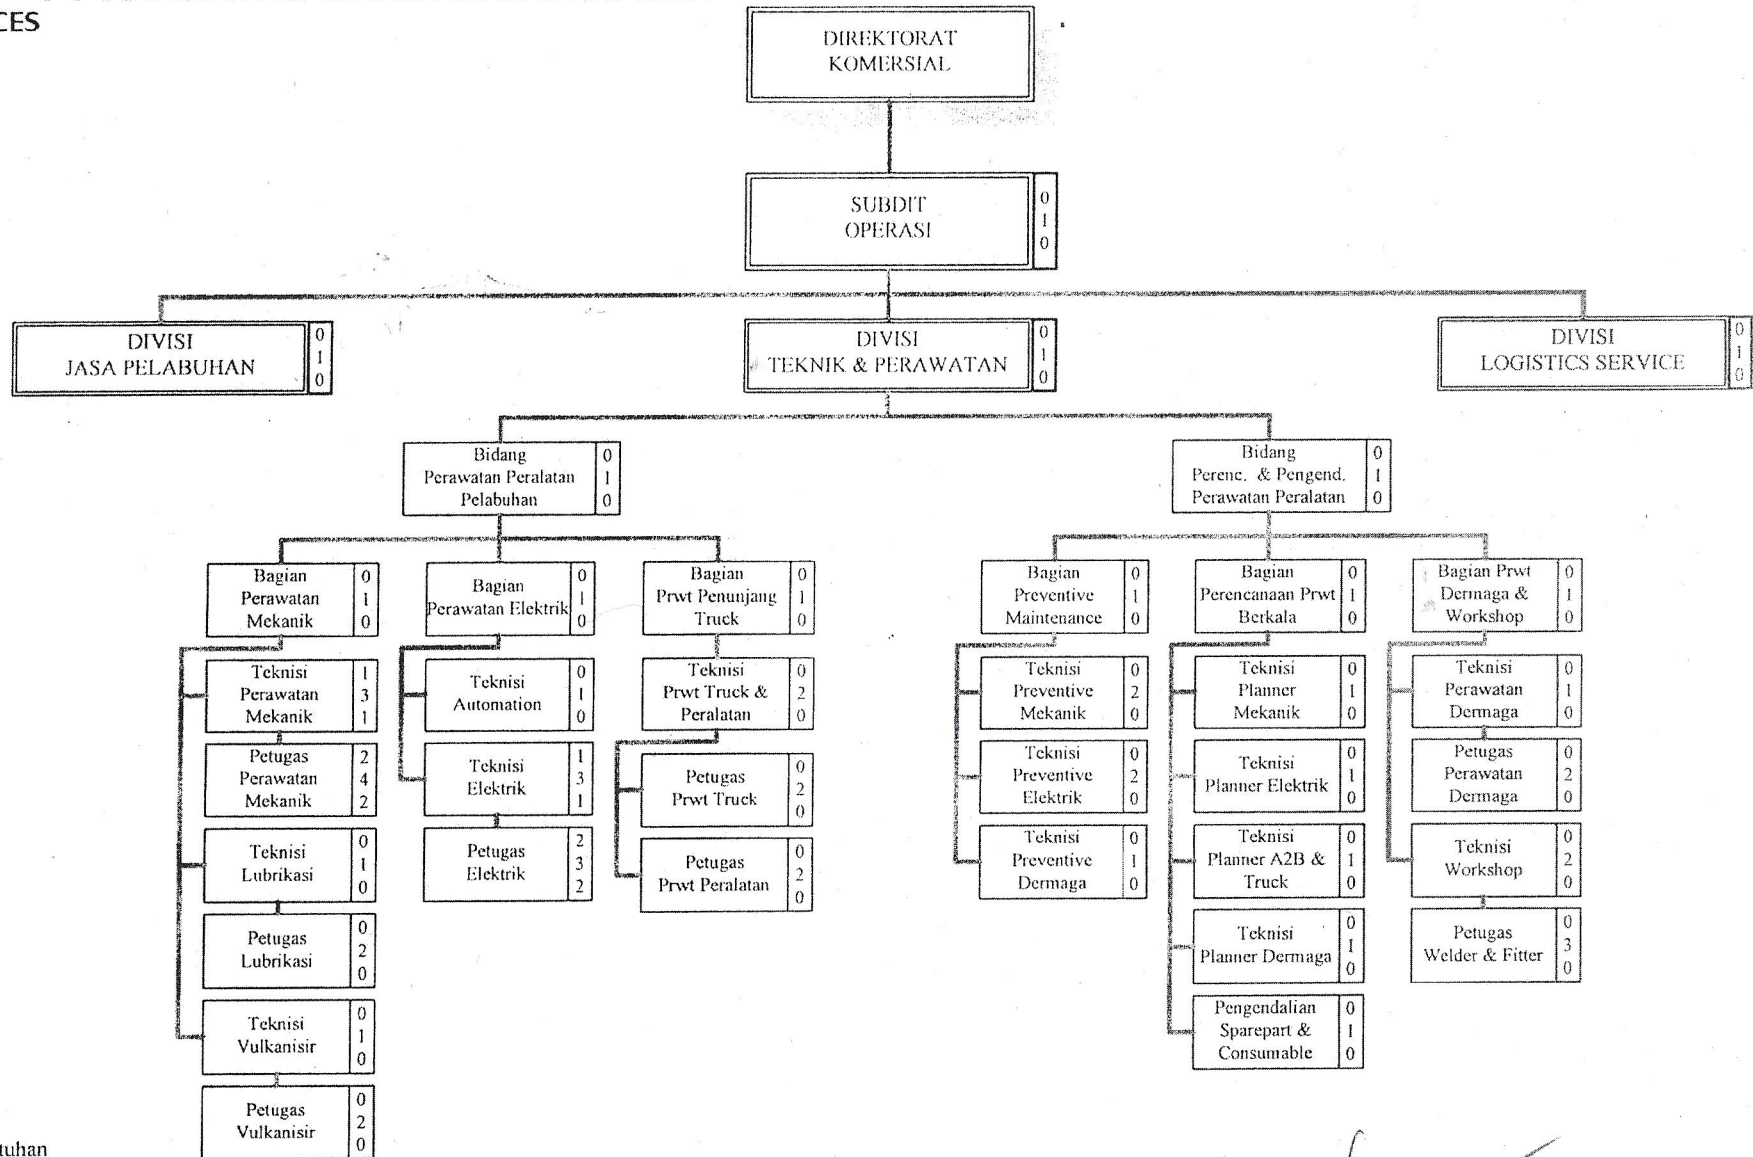 CES
DIREKTORAT
KOMERSIAL
SUBDIT
OPERASI
0
1
0
DIVISI
JASA PELABUHAN
0
1
0
DIVISI
TEKNIK & PERAWATAN
0
1
0
DIVISI
LOGISTICS SERVICE
0
1
0
Bidang
Perawatan Peralatan
Pelabuhan
0
1
0
Bidang
Perenc. & Pengend.
Perawatan Peralatan
0
1
0
Bagian
Perawatan
Mekanik
0
1
0
Bagian
Perawatan Elektrik
0
1
0
Bagian
Prwt Penunjang
Truck
0
1
0
Bagian
Preventive
Maintenance
0
1
0
Bagian
Perencanaan Prwt
Berkala
0
1
0
Bagian Prwt
Dermaga &
Workshop
0
1
0
Teknisi
Perawatan
Mekanik
1
3
1
Petugas
Perawatan
Mekanik
2
4
2
Teknisi
Lubrikasi
0
1
0
Petugas
Lubrikasi
0
2
0
Teknisi
Vulkanisir
0
1
0
Petugas
Vulkanisir
0
2
0
Teknisi
Automation
0
1
0
Teknisi
Elektrik
1
3
1
Petugas
Elektrik
2
3
2
Teknisi
Prwt Truck &
Peralatan
0
2
0
Petugas
Prwt Truck
0
2
0
Petugas
Prwt Peralatan
0
2
0
Teknisi
Preventive
Mekanik
0
2
0
Teknisi
Preventive
Elektrik
0
2
0
Teknisi
Preventive
Dermaga
0
1
0
Teknisi
Planner
Mekanik
0
1
0
Teknisi
Planner Elektrik
0
1
0
Teknisi
Planner A2B &
Truck
0
1
0
Teknisi
Planner Dermaga
0
1
0
Pengendalian
Sparepart &
Consumable
0
1
0
Teknisi
Perawatan
Dermaga
0
1
0
Petugas
Perawatan
Dermaga
0
2
0
Teknisi
Workshop
0
2
0
Petugas
Welder & Fitter
0
3
0
tuhan